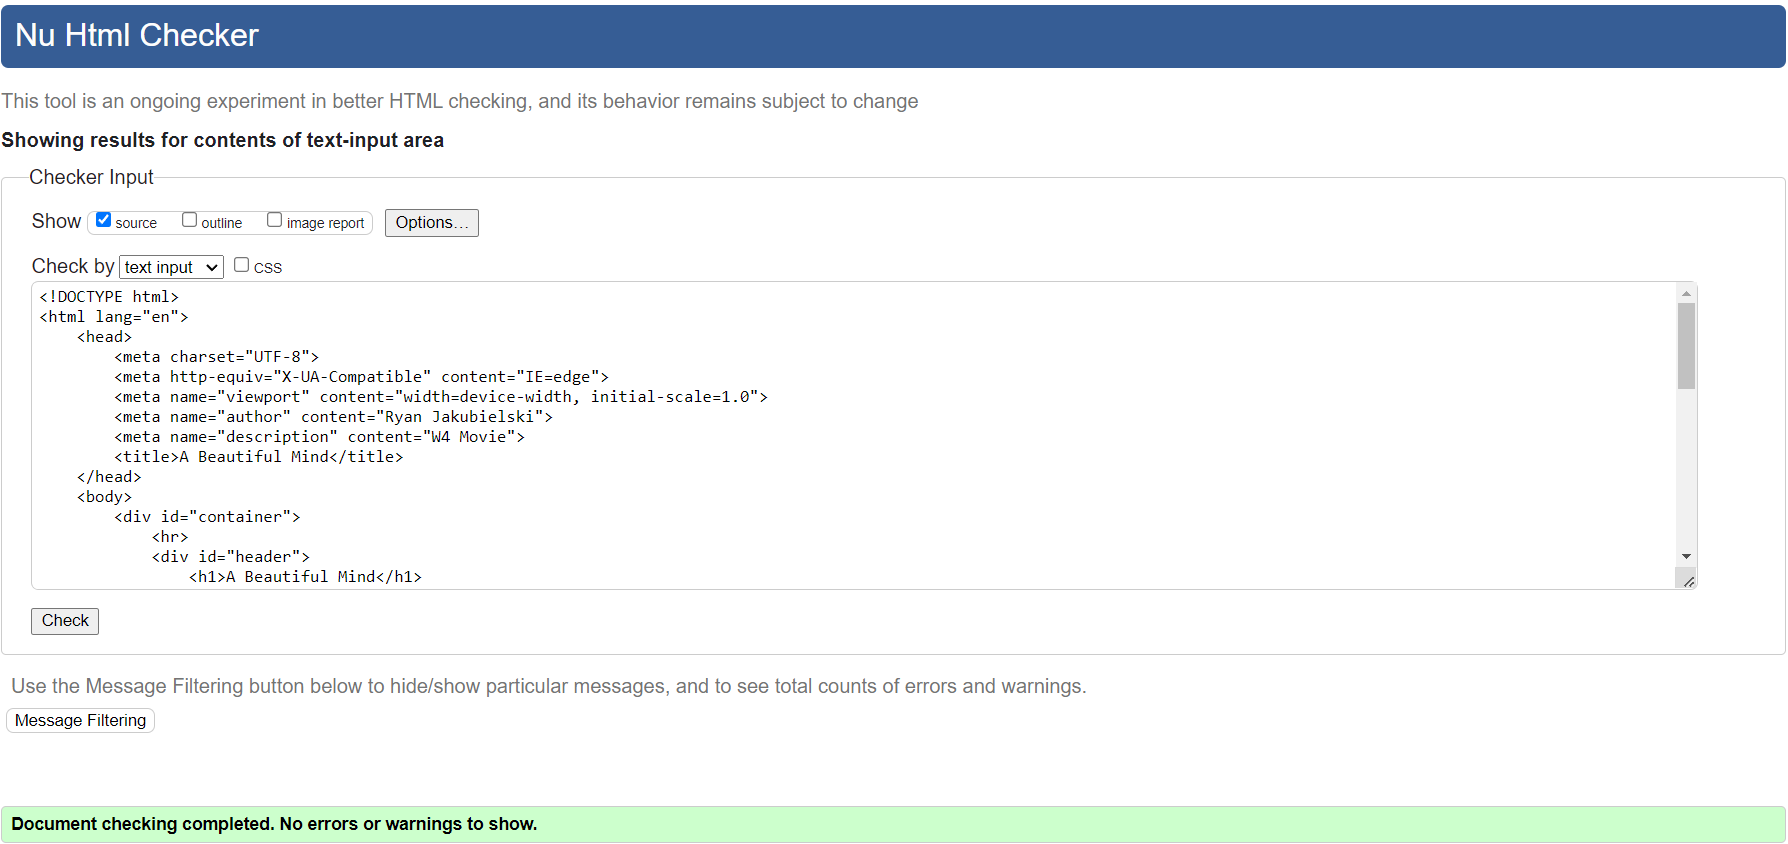 Nu Html Checker
This tool is an ongoing experiment in better HTML checking, and its behavior remains subject to change
Showing results for contents of text-input area
Checker Input
Show source outline image report Options…
Check by text input CSS
<!DOCTYPE html>
<html lang="en">
    <head>
        <meta charset="UTF-8">
        <meta http-equiv="X-UA-Compatible" content="IE=edge">
        <meta name="viewport" content="width=device-width, initial-scale=1.0">
        <meta name="author" content="Ryan Jakubielski">
        <meta name="description" content="W4 Movie">
        <title>A Beautiful Mind</title>
    </head>
    <body>
        <div id="container">
            <hr>
            <div id="header">
                <h1>A Beautiful Mind</h1>
Check
Use the Message Filtering button below to hide/show particular messages, and to see total counts of errors and warnings.
Message Filtering
Document checking completed. No errors or warnings to show.